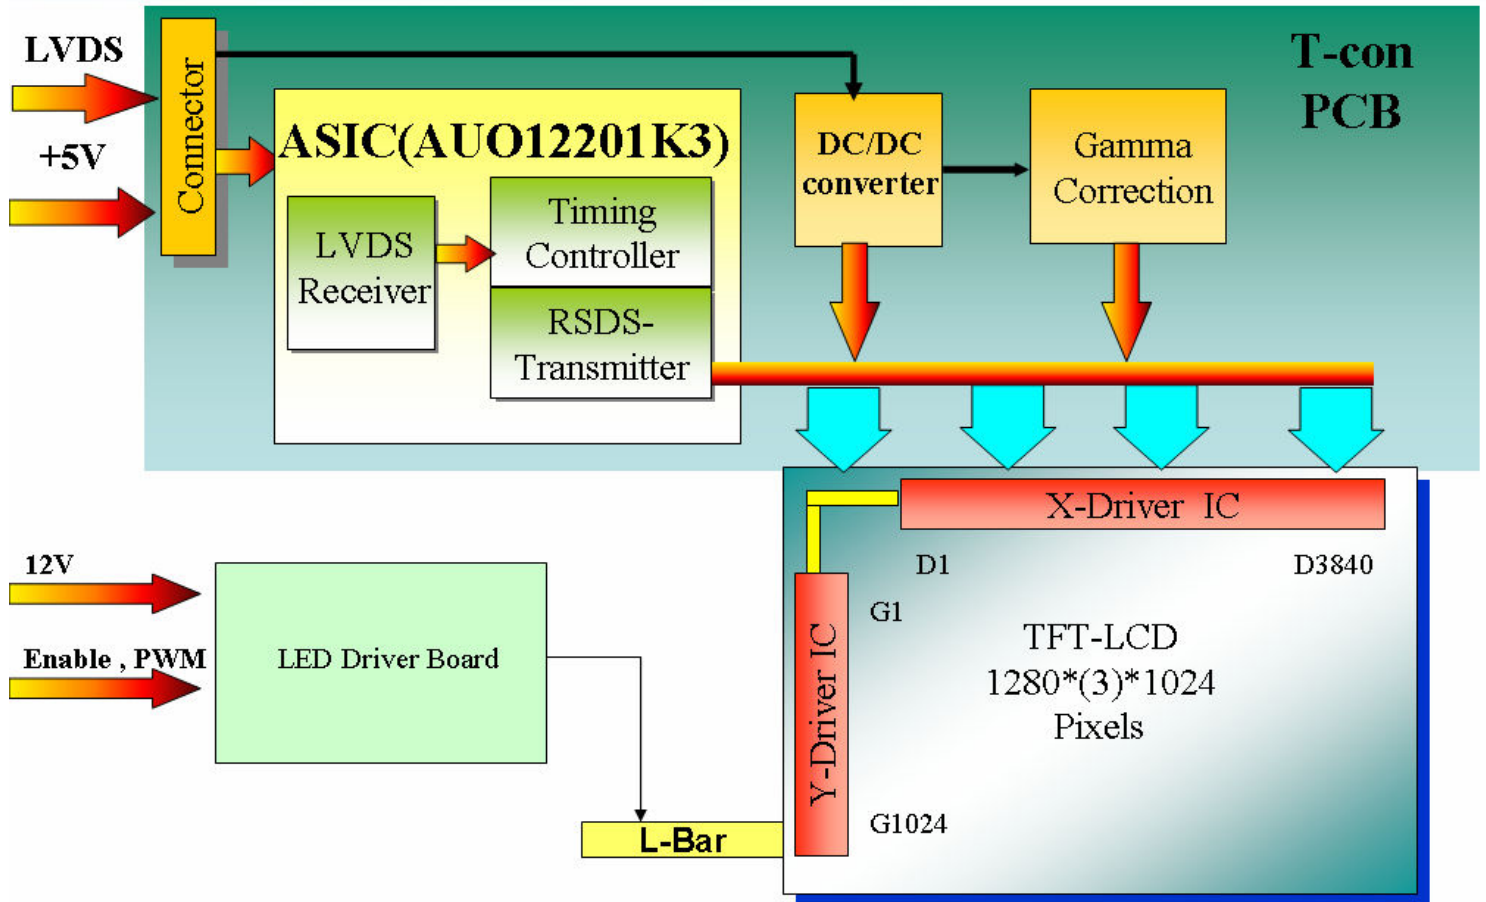 LVDS
+5V
Connector
T-con
PCB
ASIC(AUO12201K3)
LVDS
Receiver
Timing
Controller
RSDS-
Transmitter
DC/DC
converter
Gamma
Correction
X-Driver IC
D1
D3840
G1
Y-Driver IC
TFT-LCD
1280*(3)*1024
Pixels
G1024
12V
Enable , PWM
LED Driver Board
L-Bar